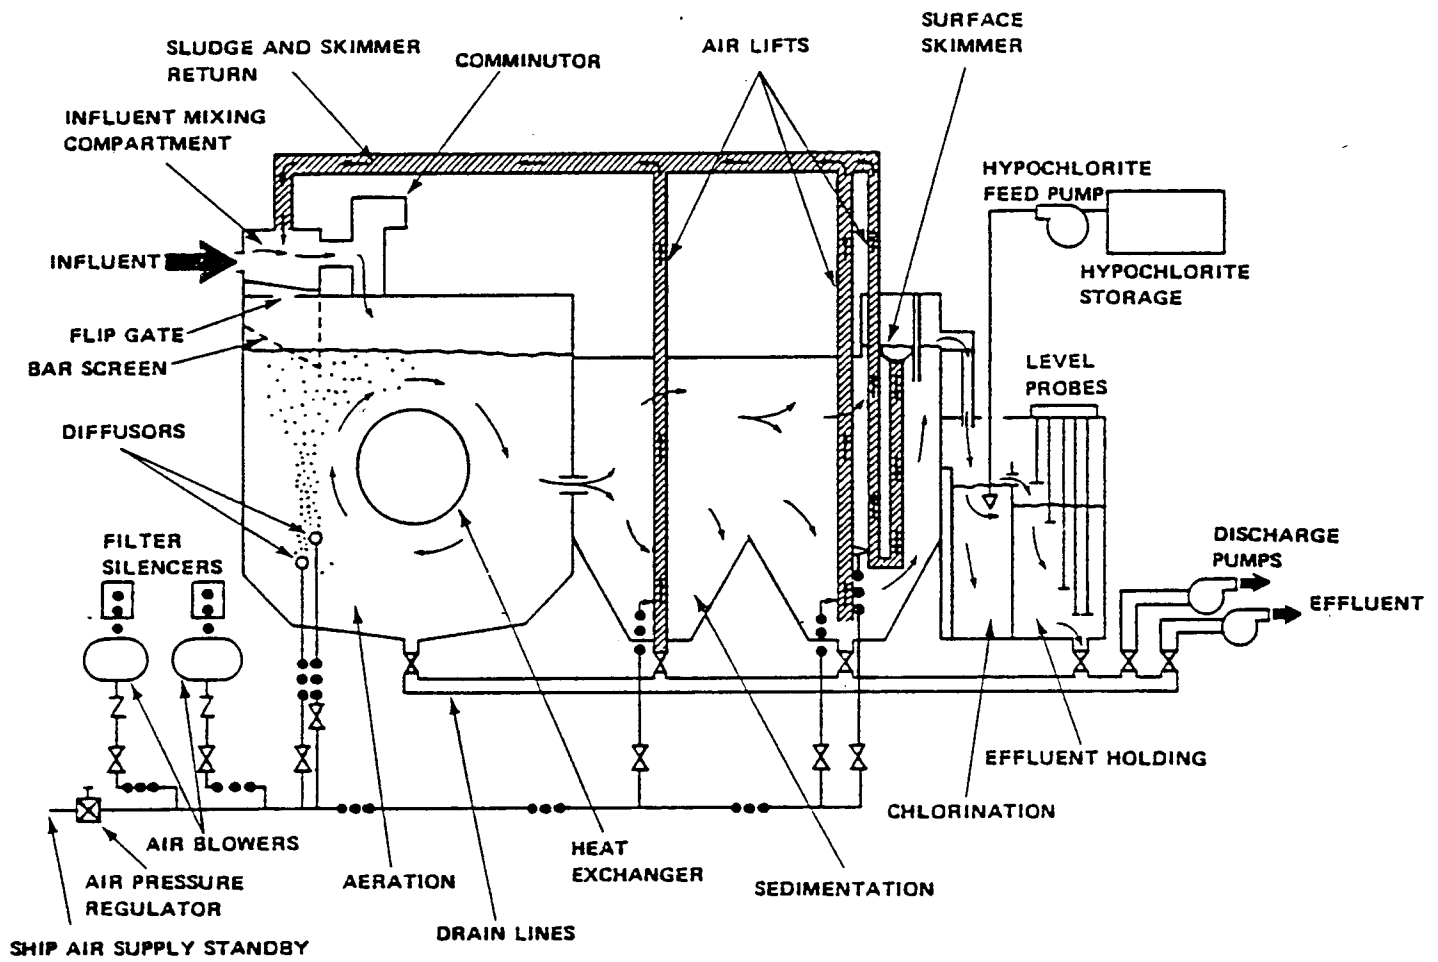 SURFACE
SKIMMER
SLUDGE AND SKIMMER
RETURN
COMMINUTOR
AIR LIFTS
INFLUENT MIXING
COMPARTMENT
HYPOCHLORITE
FEED PUMP
INFLUENT
HYPOCHLORITE
STORAGE
FLIP GATE
BAR SCREEN
LEVEL
PROBES
DIFFUSORS
FILTER
SILENCERS
DISCHARGE
PUMPS
EFFLUENT
EFFLUENT HOLDING
CHLORINATION
AIR BLOWERS
HEAT
EXCHANGER
AIR PRESSURE
REGULATOR
AERATION
SEDIMENTATION
DRAIN LINES
SHIP AIR SUPPLY STANDBY